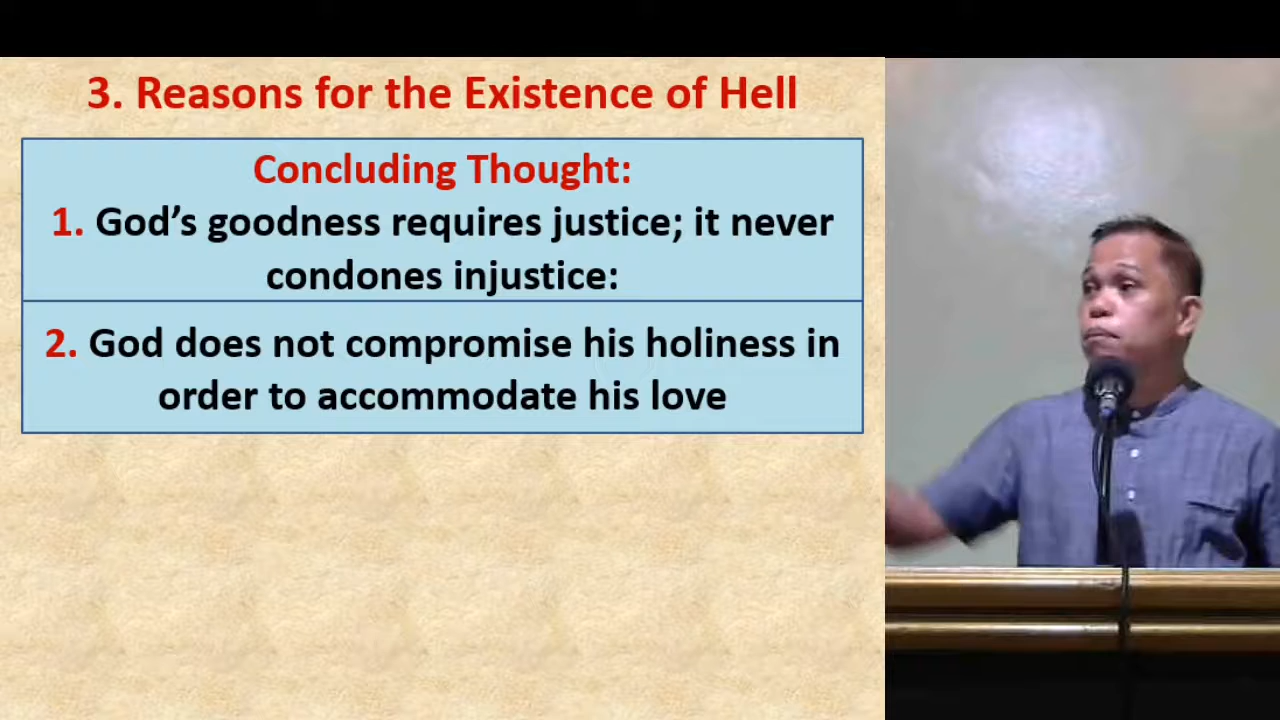 3. Reasons for the Existence of Hell
Concluding Thought:
1. God’s goodness requires justice; it never
condones injustice:
2. God does not compromise his holiness in
order to accommodate his love